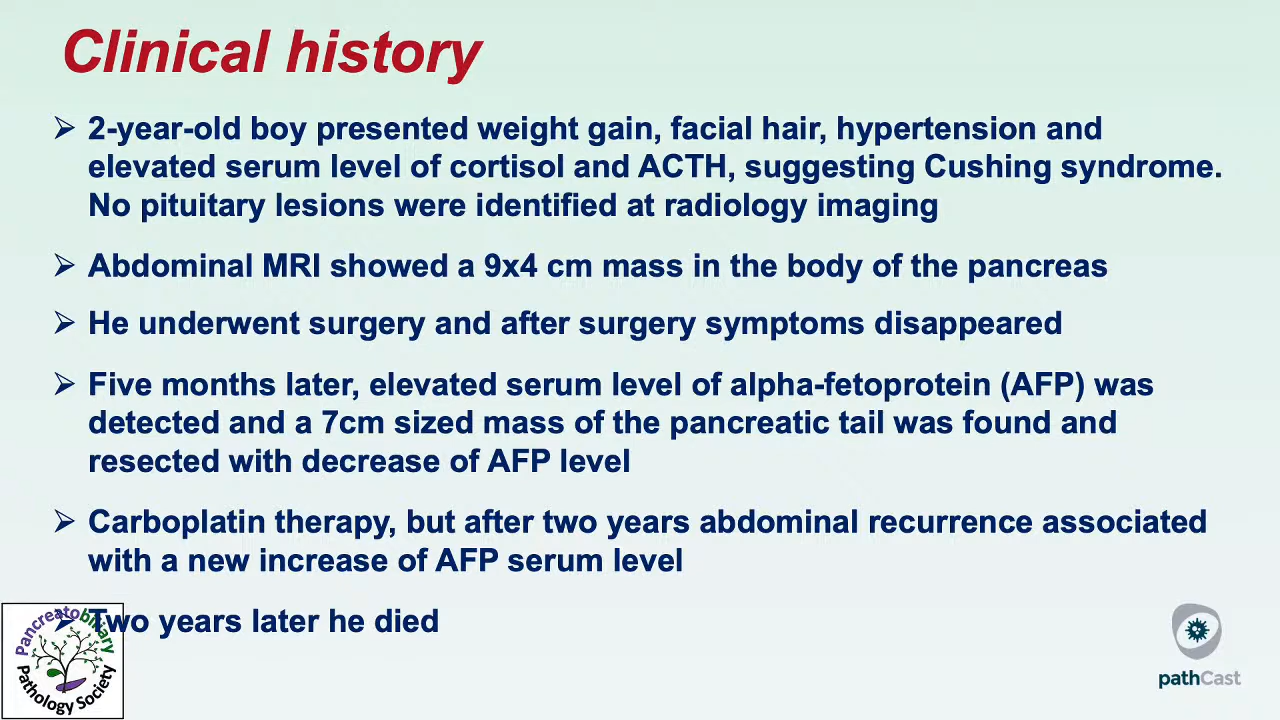 Clinical history
➢ 2-year-old boy presented weight gain, facial hair, hypertension and
elevated serum level of cortisol and ACTH, suggesting Cushing syndrome.
No pituitary lesions were identified at radiology imaging
➢ Abdominal MRI showed a 9x4 cm mass in the body of the pancreas
➢ He underwent surgery and after surgery symptoms disappeared
➢ Five months later, elevated serum level of alpha-fetoprotein (AFP) was
detected and a 7cm sized mass of the pancreatic tail was found and
resected with decrease of AFP level
➢ Carboplatin therapy, but after two years abdominal recurrence associated
with a new increase of AFP serum level
➢ Two years later he died
Pancreatobiliary
Pathology Society
pathCast